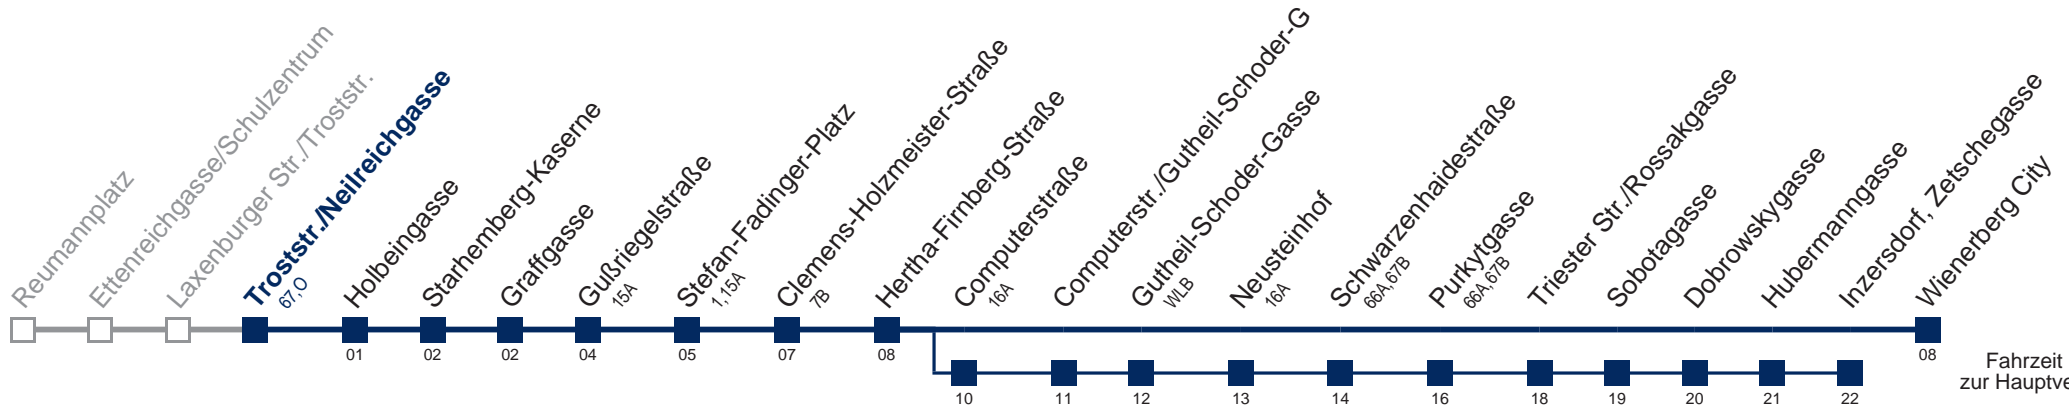 Reumannplatz
Ettenreichgasse/Schulzentrum
Laxenburger Str./Troststr.
Troststr./Neilreichgasse
67, O
Holbeingasse
Starhemberg-Kaserne
Graffgasse
Gußriegelstraße
15A
Stefan-Fadinger-Platz
1, 15A
Clemens-Holzmeister-Straße
7B
Hertha-Firnberg-Straße
Computerstraße
16A
Computerstr./Gutheil-Schoder-G
Gutheil-Schoder-Gasse
WLB
Neusteinhof
16A
Schwarzenhaidestraße
66A, 67B
Purkytgasse
66A, 67B
Triester Str./Rossakgasse
Sobotagasse
Dobrowskygasse
Hubermanngasse
Inzersdorf, Zetschegasse
Wienerberg City
01 02 02 04 05 07 08 08
10 11 12 13 14 16 18 19 20 21 22
Fahrzeit
zur Hauptve